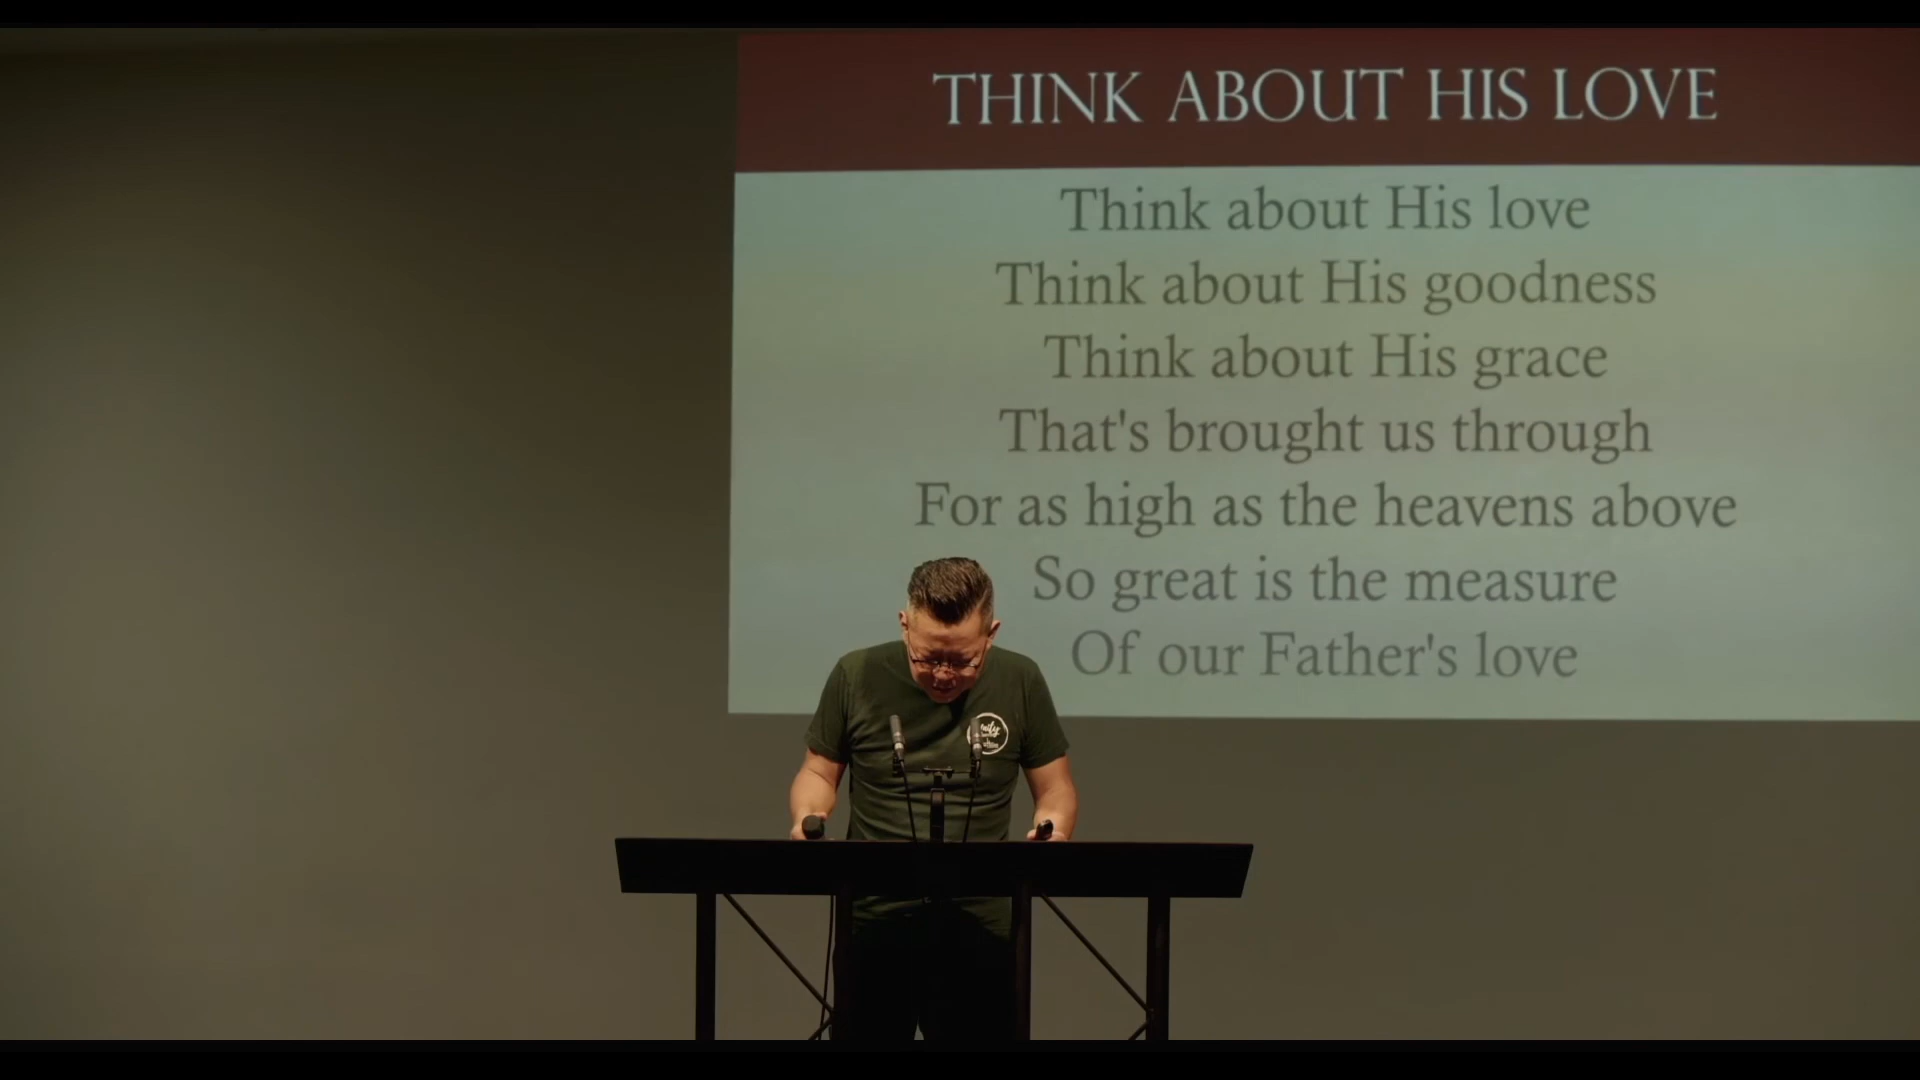 THINK ABOUT HIS LOVE
Think about His love
Think about His goodness
Think about His grace
That's brought us through
For as high as the heavens above
So great is the measure
Of our Father's love